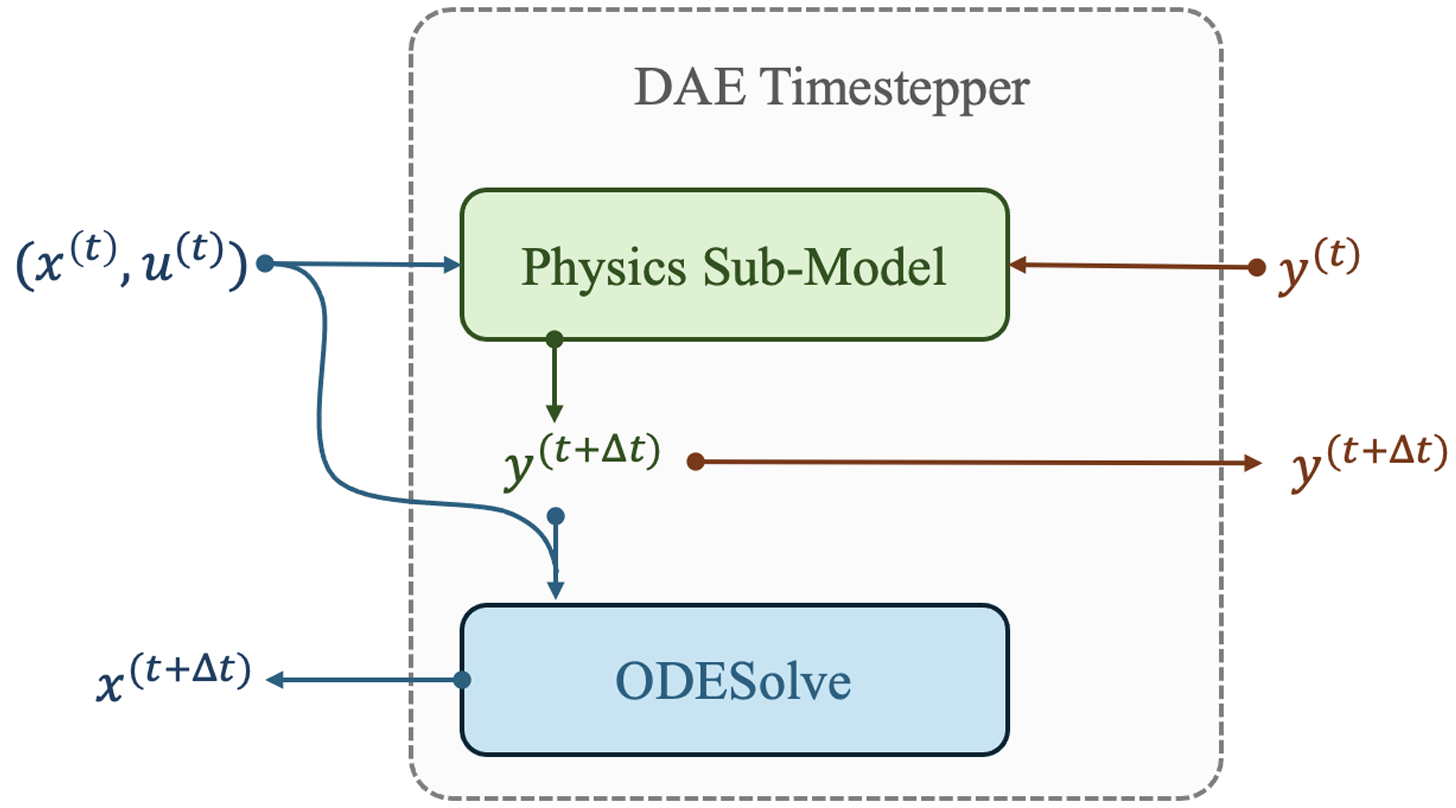 DAE Timestepper
(x^{(t)}, u^{(t)})
Physics Sub-Model
y^{(t)}
y^{(t+Δt)}
y^{(t+Δt)}
x^{(t+Δt)}
ODESolve